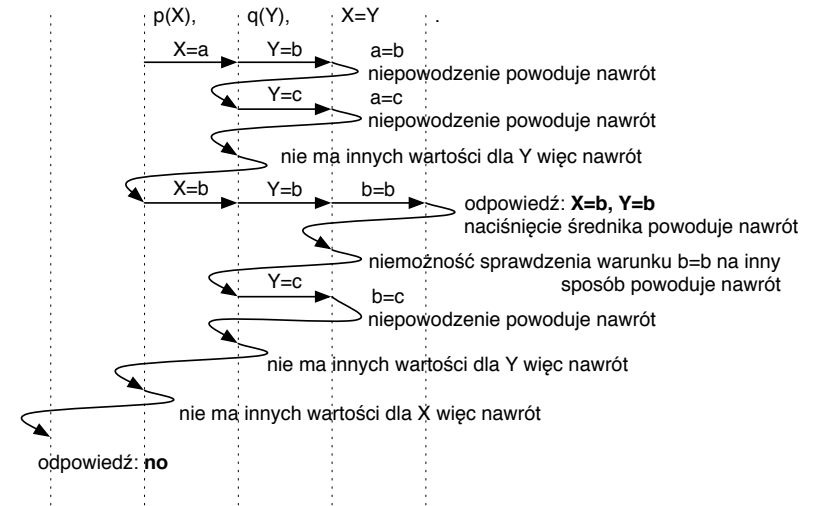 p(X), q(Y), X=Y .
X=a Y=b a=b
niepowodzenie powoduje nawrót
Y=c a=c
niepowodzenie powoduje nawrót
nie ma innych wartości dla Y więc nawrót
X=b Y=b b=b
odpowiedź: X=b, Y=b
naciśnięcie średnika powoduje nawrót
niemożność sprawdzenia warunku b=b na inny
sposób powoduje nawrót
Y=c b=c
niepowodzenie powoduje nawrót
nie ma innych wartości dla Y więc nawrót
nie ma innych wartości dla X więc nawrót
odpowiedź: no